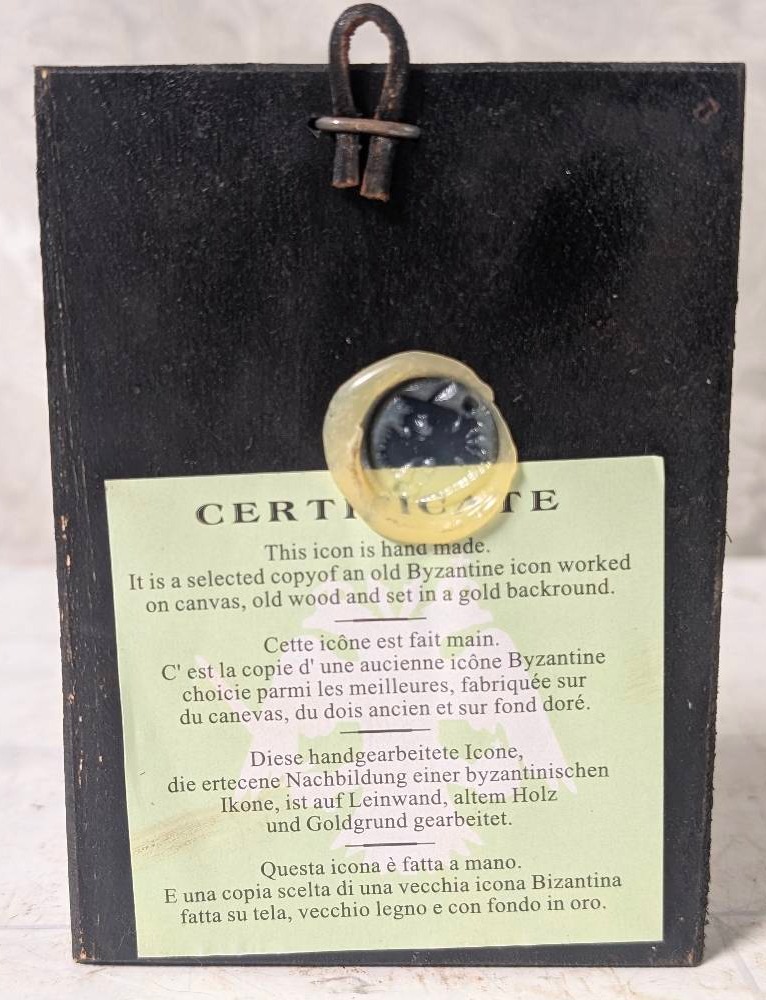 CERTIFICATE
This icon is hand made.
It is a selected copyof an old Byzantine icon worked
on canvas, old wood and set in a gold backround.
Cette icône est fait main.
C' est la copie d' une aucienne icône Byzantine
choicie parmi les meilleures, fabriquée sur
du canevas, du dois ancien et sur fond doré.
Diese handgearbeitete Icone,
die ertecene Nachbildung einer byzantinischen
Ikone, ist auf Leinwand, altem Holz
und Goldgrund gearbeitet.
Questa icona è fatta a mano.
E una copia scelta di una vecchia icona Bizantina
fatta su tela, vecchio legno e con fondo in oro.